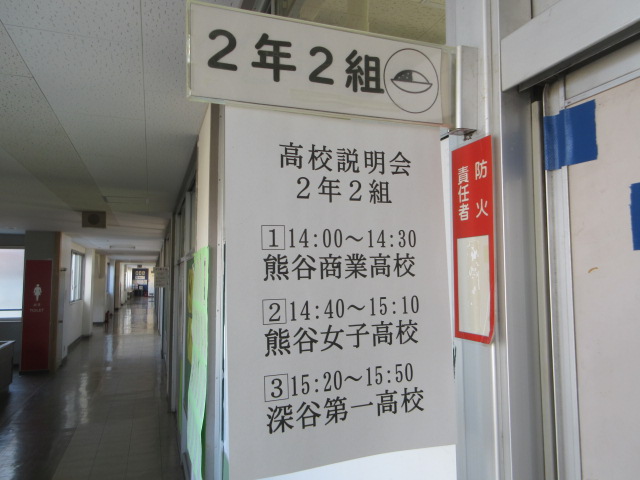 2年2組
高校説明会
2年2組
1 14:00～14:30
熊谷商業高校
2 14:40～15:10
熊谷女子高校
3 15:20～15:50
深谷第一高校
防火
責任者